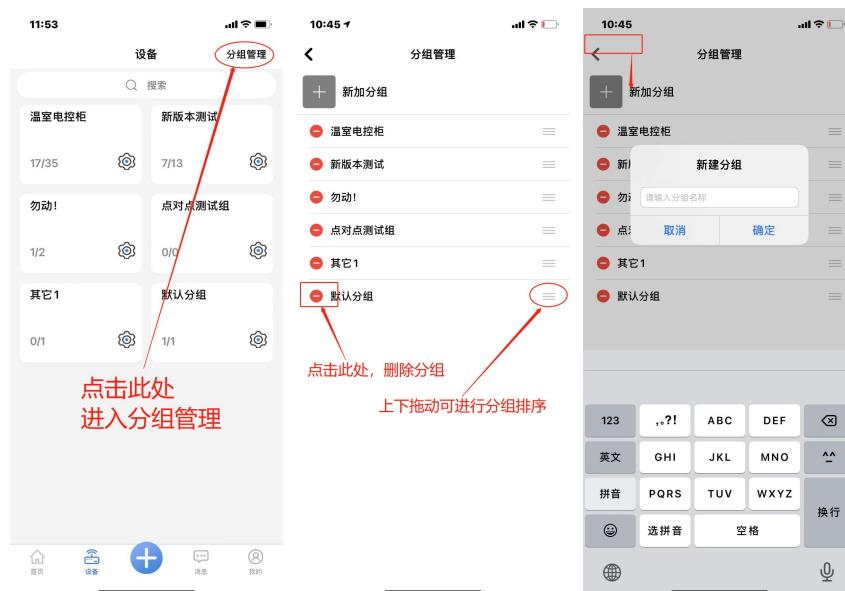 11:53
设备
分组管理
搜索
温室电控柜
新版本测试
17/35
7/13
勿动!
点对点测试组
1/2
0/0
其它1
默认分组
0/1
1/1
点击此处
进入分组管理
首页
设备
消息
我的
10:45
分组管理
新加分组
温室电控柜
新版本测试
勿动!
点对点测试组
其它1
默认分组
点击此处,删除分组
上下拖动可进行分组排序
10:45
分组管理
新加分组
温室电控柜
新
新建分组
勿
请输入分组名称
点
取消
确定
其它1
默认分组
123
,。?!
ABC
DEF
英文
GHI
JKL
MNO
^^
拼音
PQRS
TUV
WXYZ
换行
选拼音
空格